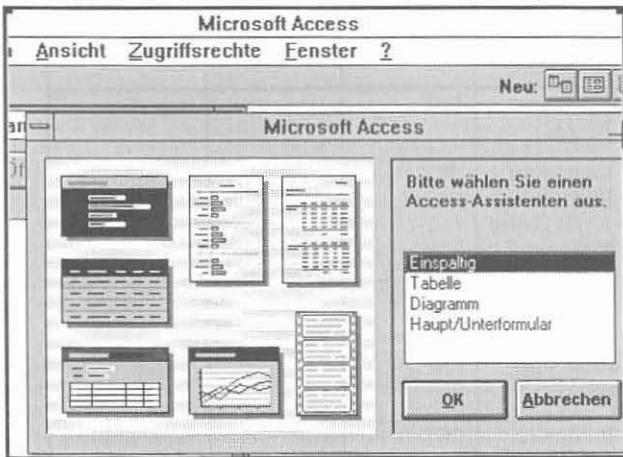 Microsoft Access
Ansicht Zugriffsrechte Fenster ?
Neu:
Microsoft Access
Bitte wählen Sie einen
Access-Assistenten aus.
Einspaltig
Tabelle
Diagramm
Haupt/Unterformular
OK Abbrechen